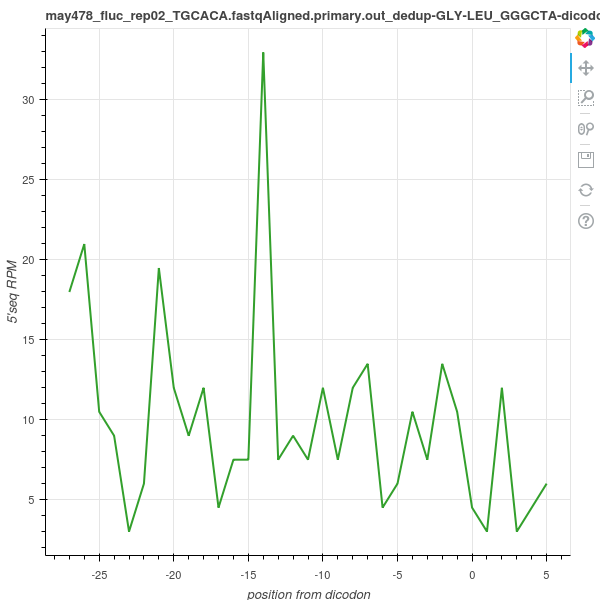 may478_fluc_rep02_TGCACA.fastqAligned.primary.out_dedup-GLY-LEU_GGGCTA-dicodo
30
25
20
15
10
5
5'seq RPM
-25 -20 -15 -10 -5 0 5
position from dicodon